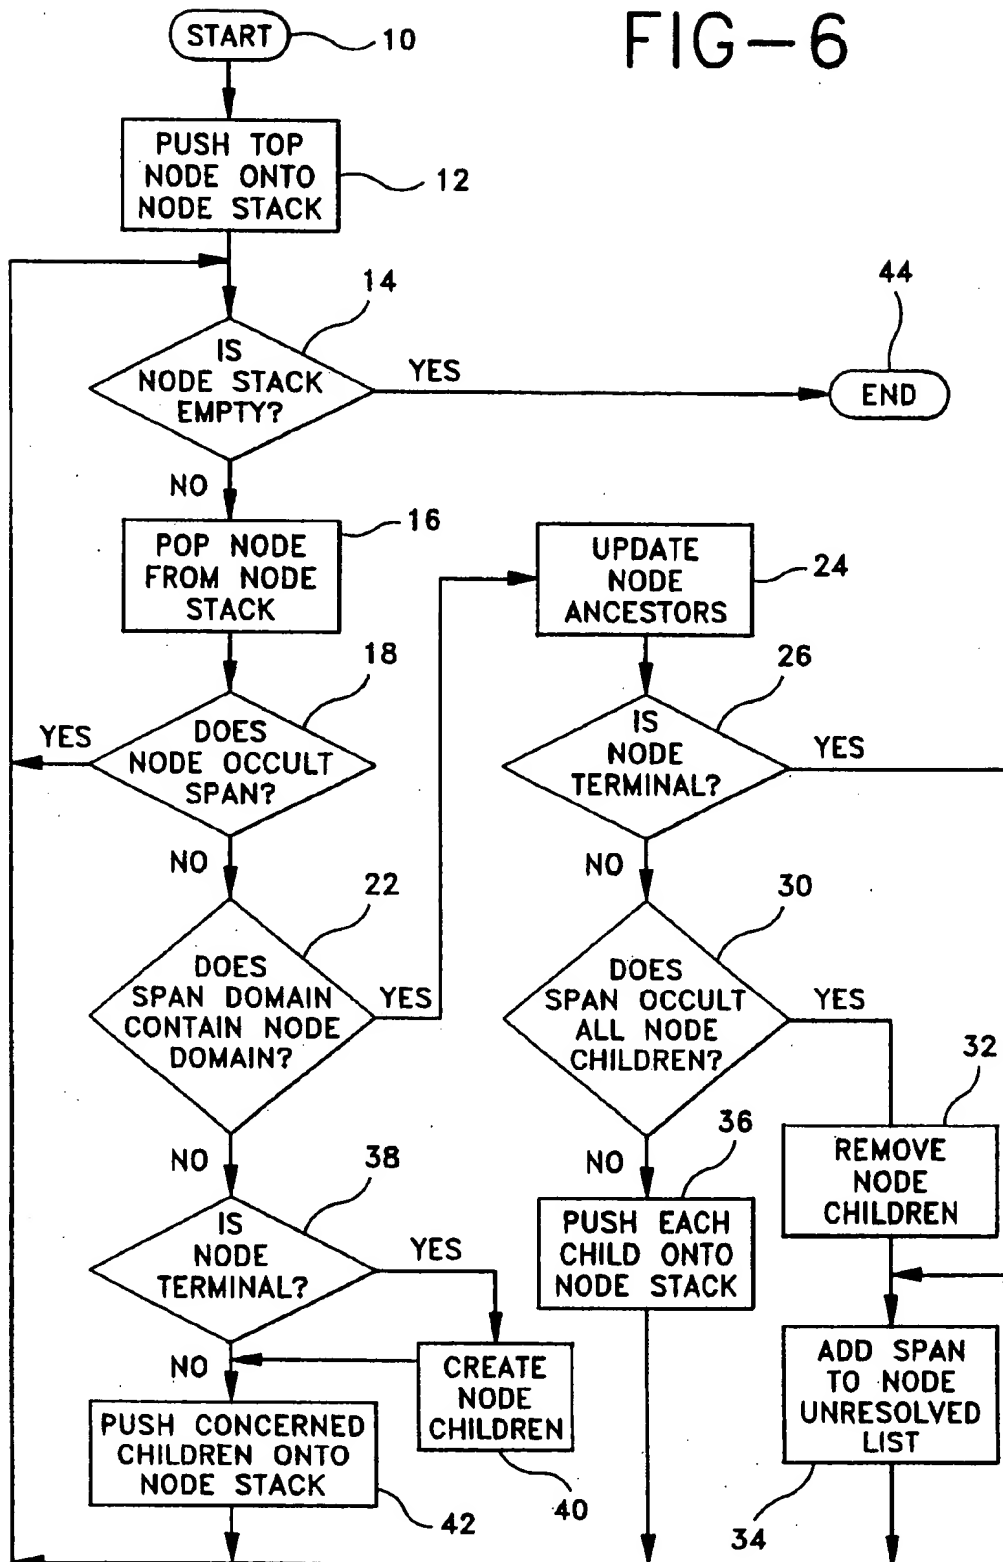 FIG-6
START
10
PUSH TOP
NODE ONTO
NODE STACK
12
14
IS
NODE STACK
EMPTY?
YES
44
END
NO
16
POP NODE
FROM NODE
STACK
UPDATE
NODE
ANCESTORS
24
18
DOES
NODE OCCULT
SPAN?
YES
26
IS
NODE
TERMINAL?
YES
NO
NO
22
DOES
SPAN DOMAIN
CONTAIN NODE
DOMAIN?
YES
30
DOES
SPAN OCCULT
ALL NODE
CHILDREN?
YES
32
REMOVE
NODE
CHILDREN
NO
NO
36
PUSH EACH
CHILD ONTO
NODE STACK
38
IS
NODE
TERMINAL?
YES
NO
CREATE
NODE
CHILDREN
40
ADD SPAN
TO NODE
UNRESOLVED
LIST
34
PUSH CONCERNED
CHILDREN ONTO
NODE STACK
42